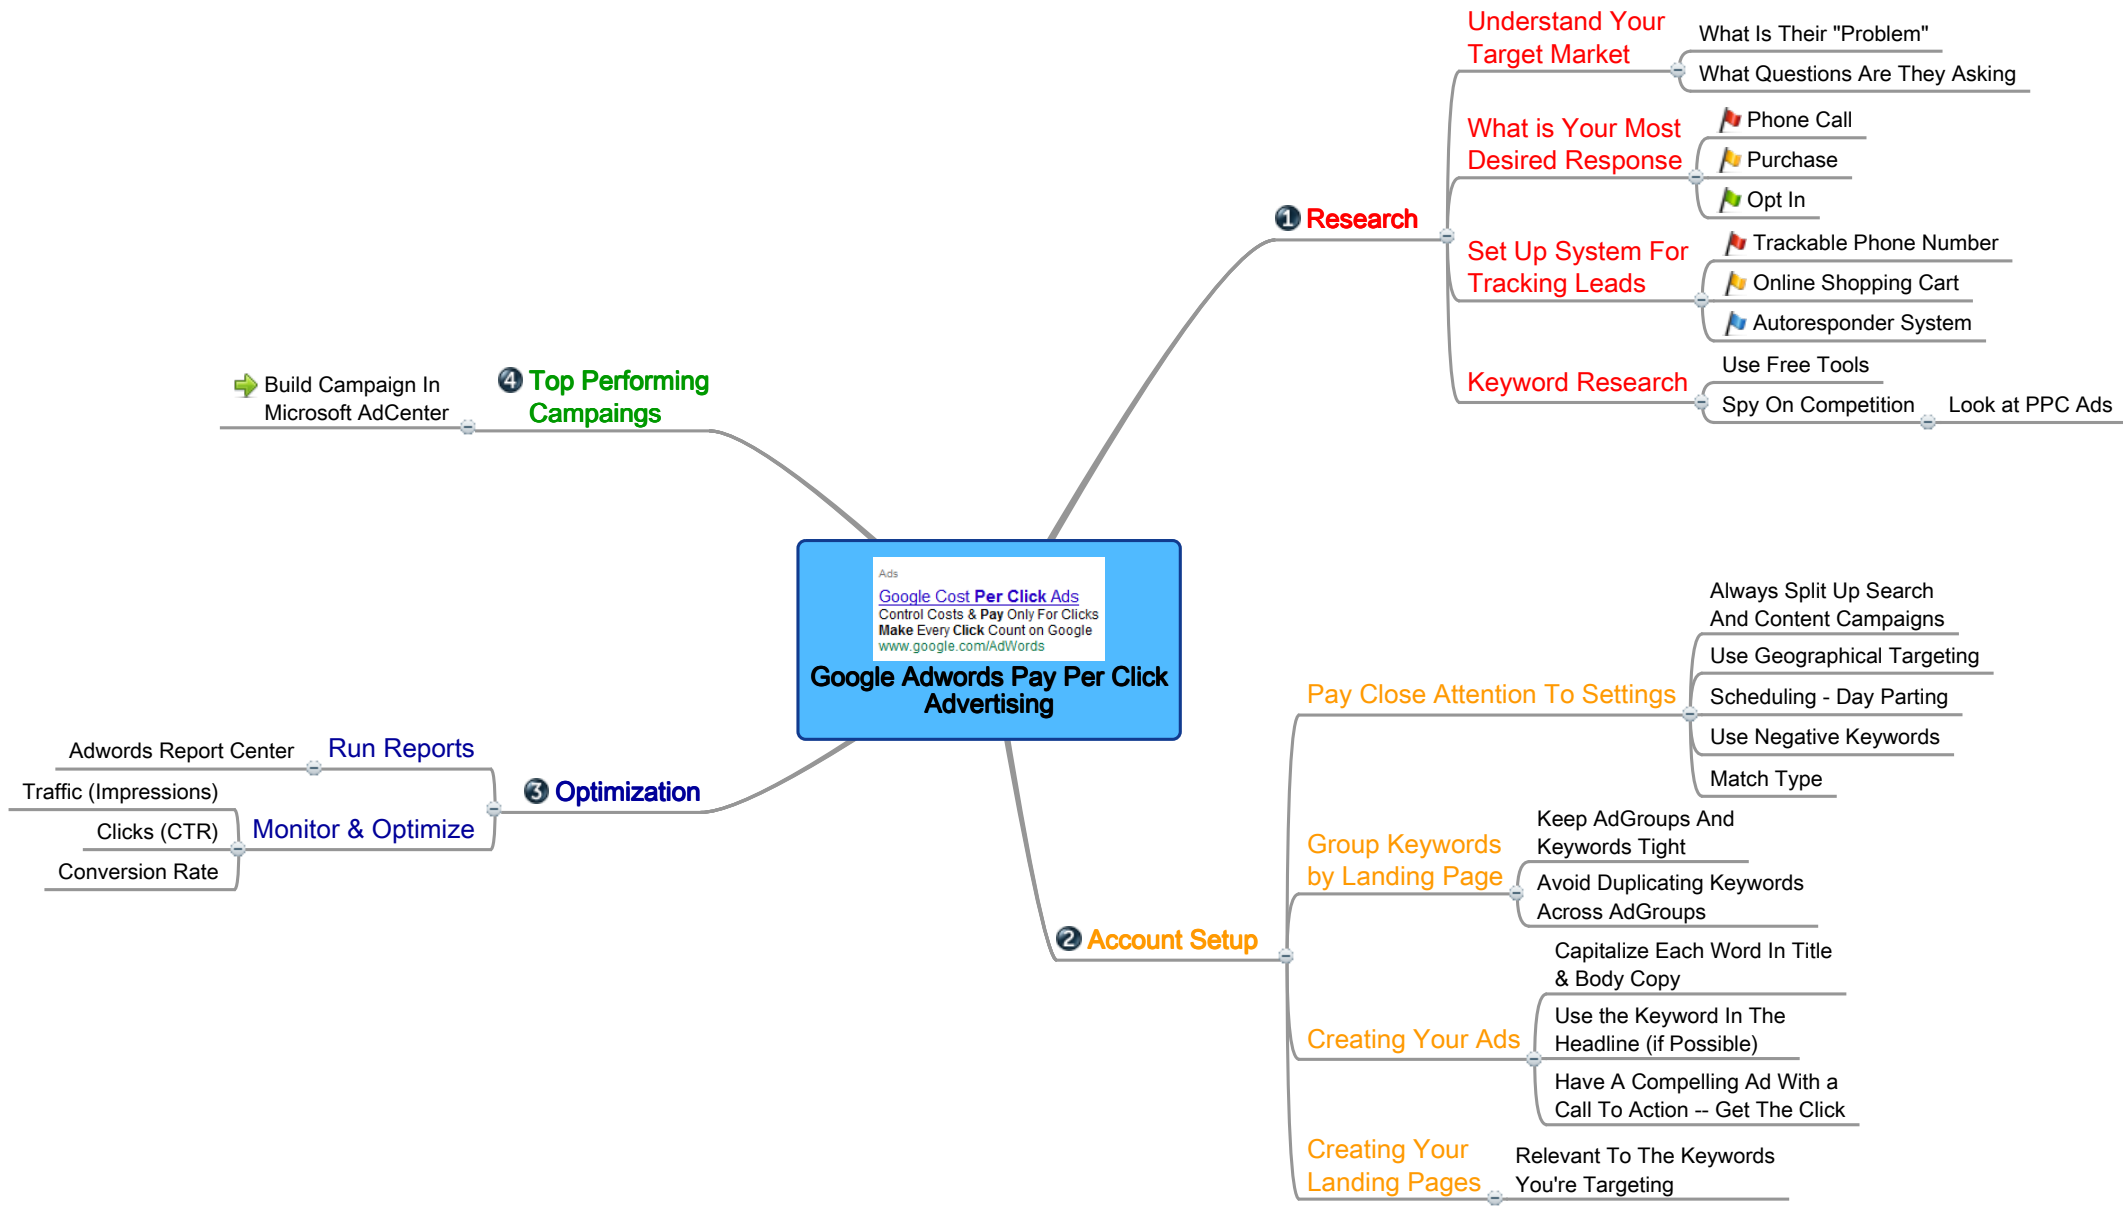 Understand Your
Target Market
What Is Their "Problem"
What Questions Are They Asking
What is Your Most
Desired Response
Phone Call
Purchase
Opt In
1 Research
Set Up System For
Tracking Leads
Trackable Phone Number
Online Shopping Cart
Autoresponder System
Keyword Research
Use Free Tools
Spy On Competition
Look at PPC Ads
4 Top Performing
Campaings
Build Campaign In
Microsoft AdCenter
Ads
Google Cost Per Click Ads
Control Costs & Pay Only For Clicks
Make Every Click Count on Google
www.google.com/AdWords
Google Adwords Pay Per Click
Advertising
3 Optimization
Run Reports
Adwords Report Center
Monitor & Optimize
Traffic (Impressions)
Clicks (CTR)
Conversion Rate
2 Account Setup
Pay Close Attention To Settings
Always Split Up Search
And Content Campaigns
Use Geographical Targeting
Scheduling - Day Parting
Use Negative Keywords
Match Type
Group Keywords
by Landing Page
Keep AdGroups And
Keywords Tight
Avoid Duplicating Keywords
Across AdGroups
Creating Your Ads
Capitalize Each Word In Title
& Body Copy
Use the Keyword In The
Headline (if Possible)
Have A Compelling Ad With a
Call To Action -- Get The Click
Creating Your
Landing Pages
Relevant To The Keywords
You're Targeting